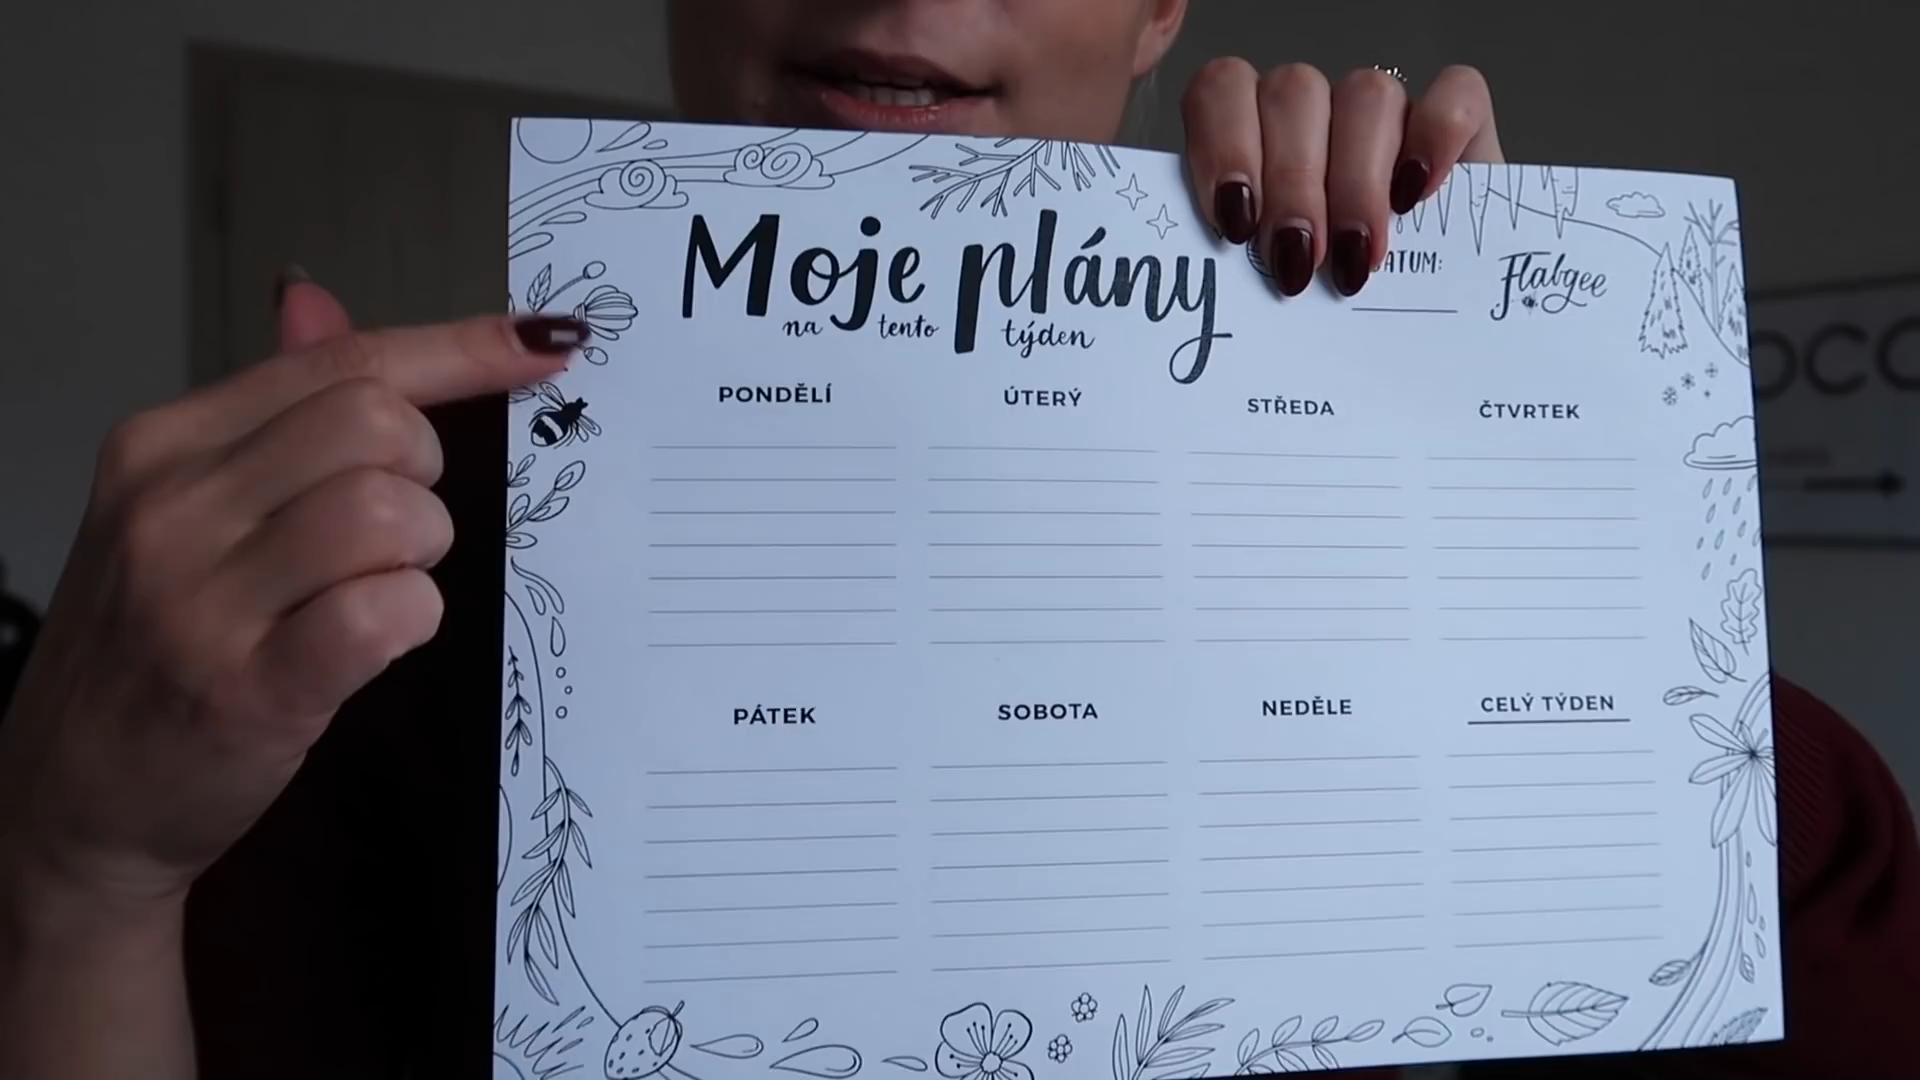 Moje plány
na tento týden
DATUM:
Flabgee
PONDĚLÍ
ÚTERÝ
STŘEDA
ČTVRTEK
PÁTEK
SOBOTA
NEDĚLE
CELÝ TÝDEN